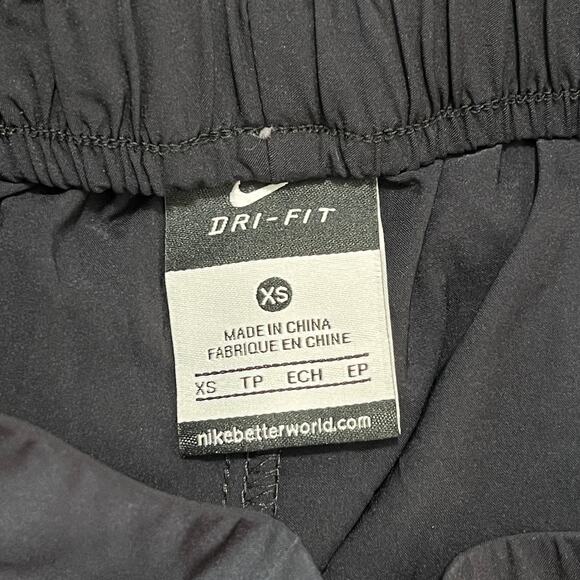 DRI-FIT
XS
MADE IN CHINA
FABRIQUE EN CHINE
XS TP ECH EP
nikebetterworld.com